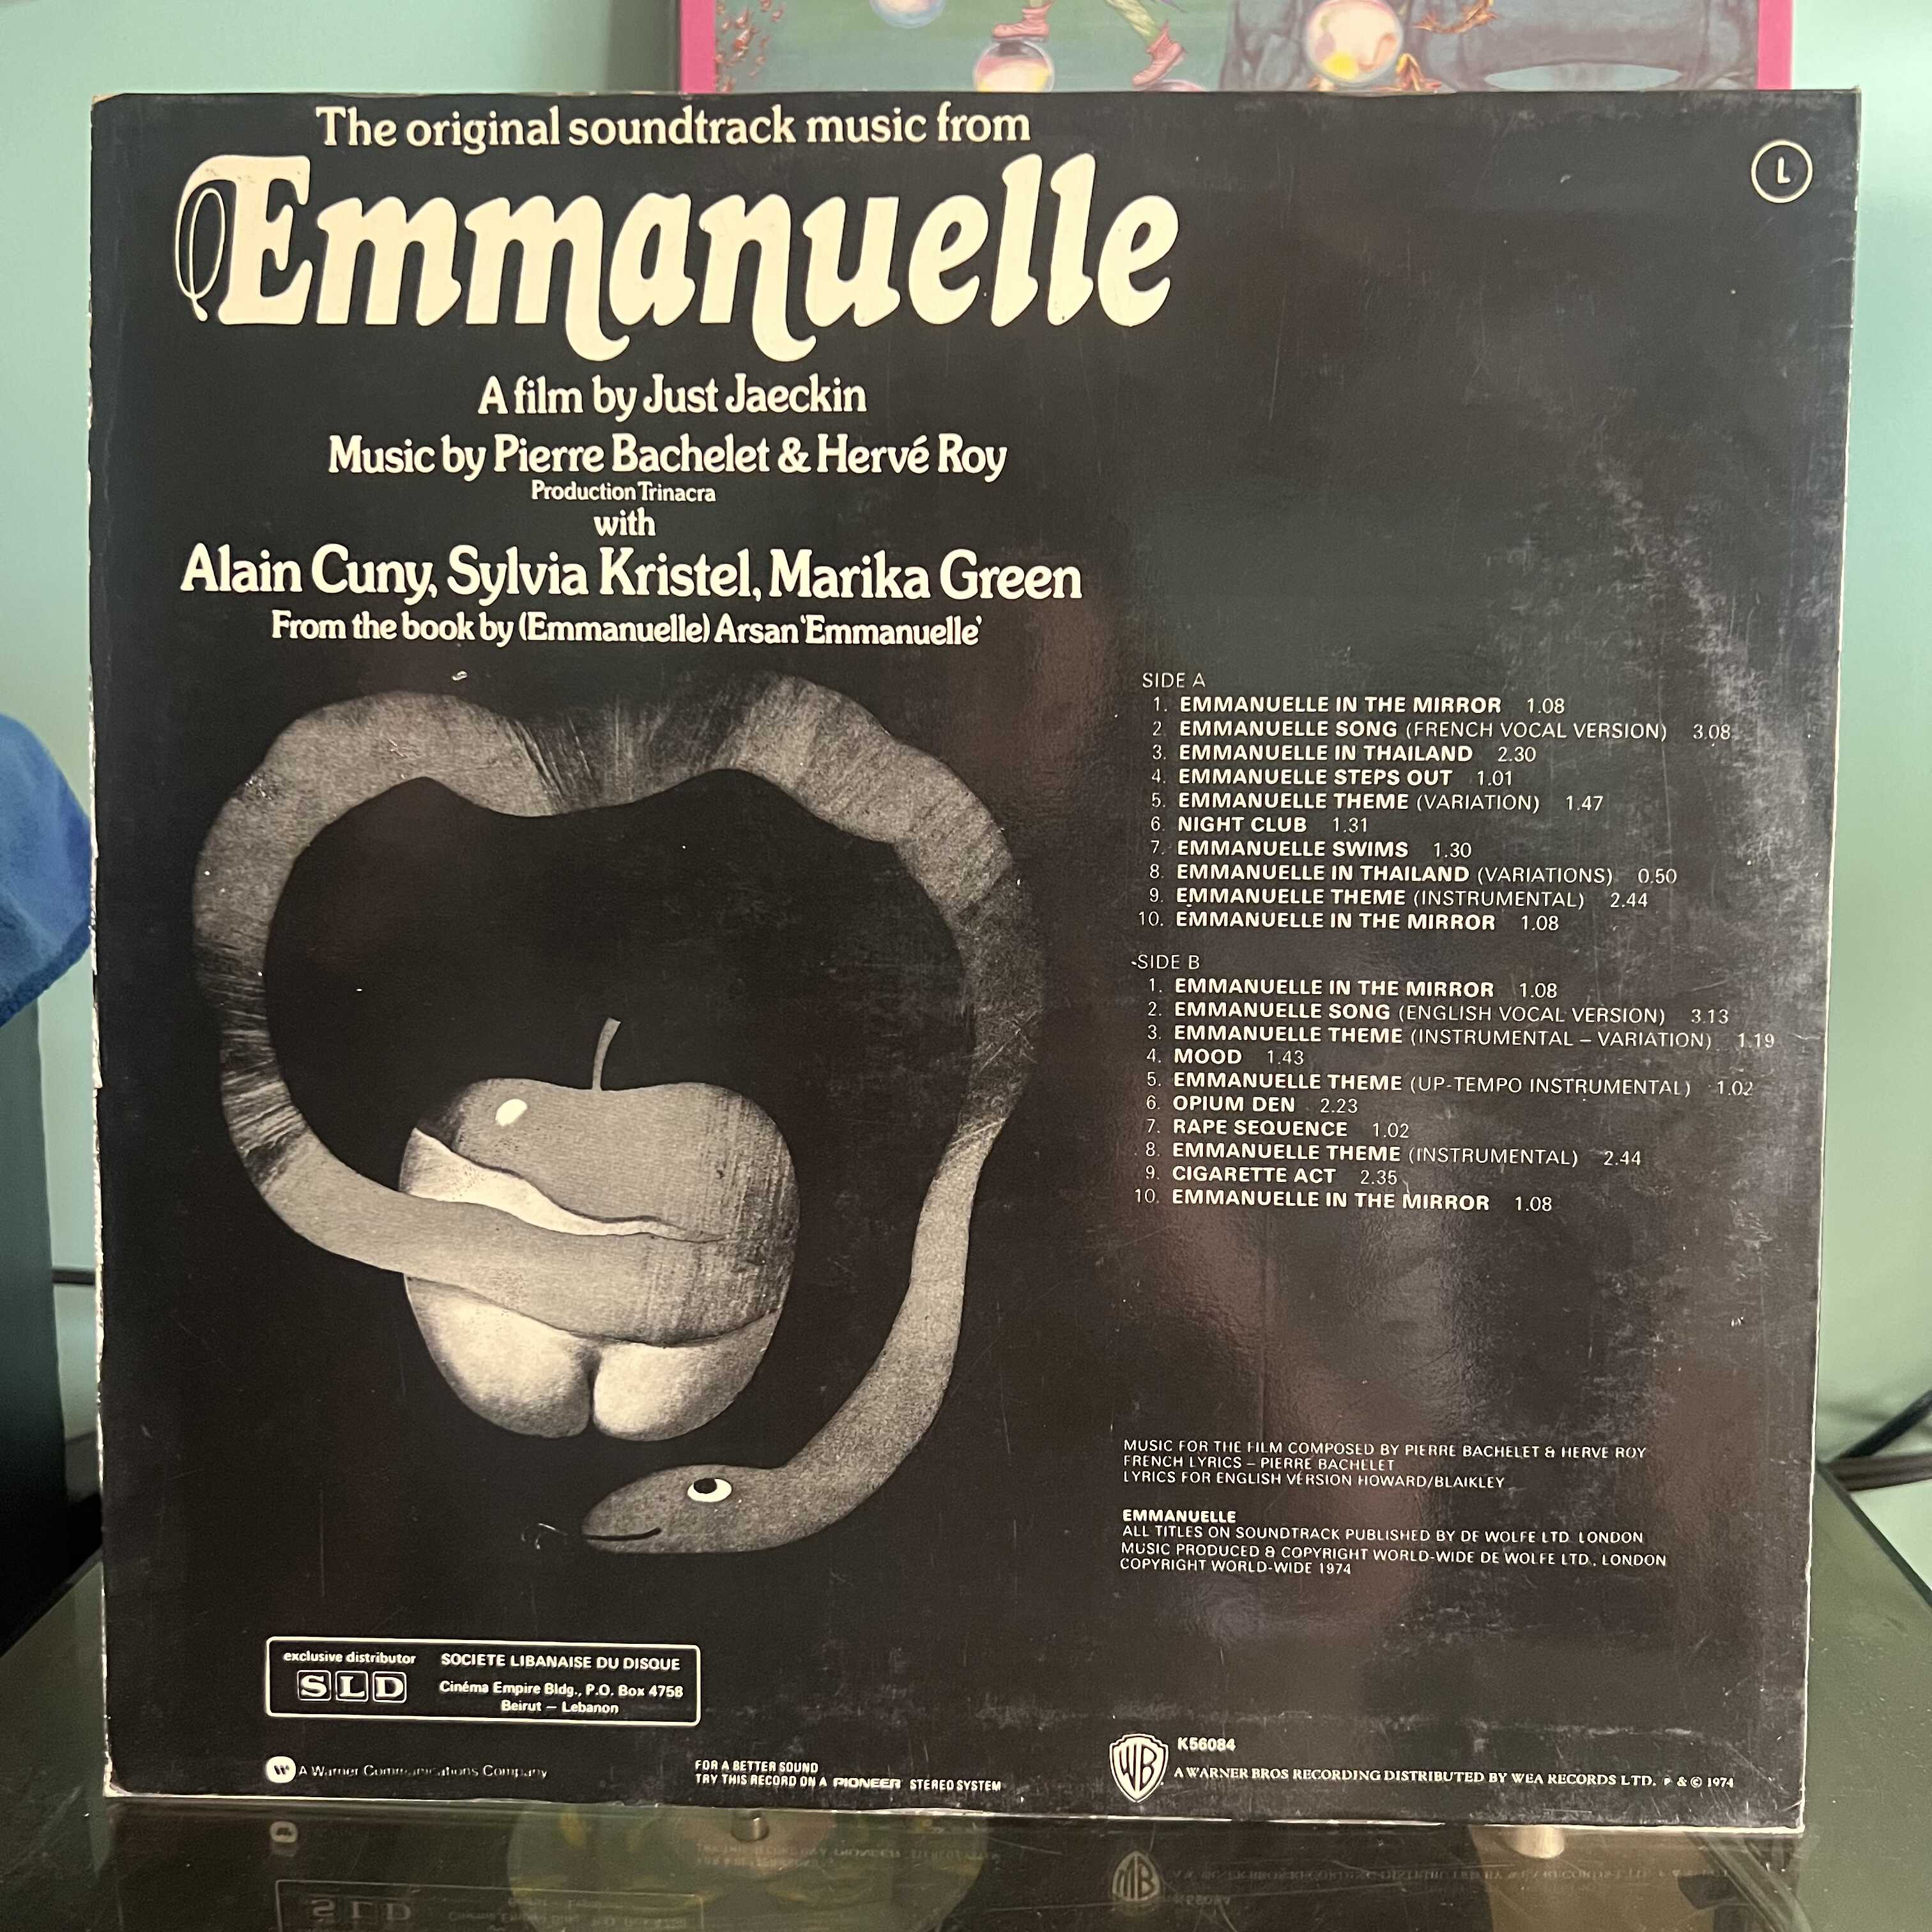 The original soundtrack music from
L
Emmanuelle
A film by Just Jaeckin
Music by Pierre Bachelet & Hervé Roy
Production Trinacra
with
Alain Cuny, Sylvia Kristel, Marika Green
From the book by (Emmanuelle) Arsan 'Emmanuelle'
SIDE A
1. EMMANUELLE IN THE MIRROR 1.08
2. EMMANUELLE SONG (FRENCH VOCAL VERSION) 3.08
3. EMMANUELLE IN THAILAND 2.30
4. EMMANUELLE STEPS OUT 1.01
5. EMMANUELLE THEME (VARIATION) 1.47
6. NIGHT CLUB 1.31
7. EMMANUELLE SWIMS 1.30
8. EMMANUELLE IN THAILAND (VARIATIONS) 0.50
9. EMMANUELLE THEME (INSTRUMENTAL) 2.44
10. EMMANUELLE IN THE MIRROR 1.08
SIDE B
1. EMMANUELLE IN THE MIRROR 1.08
2. EMMANUELLE SONG (ENGLISH VOCAL VERSION) 3.13
3. EMMANUELLE THEME (INSTRUMENTAL – VARIATION) 1.19
4. MOOD 1.43
5. EMMANUELLE THEME (UP-TEMPO INSTRUMENTAL) 1.02
6. OPIUM DEN 2.23
7. RAPE SEQUENCE 1.02
8. EMMANUELLE THEME (INSTRUMENTAL) 2.44
9. CIGARETTE ACT 2.35
10. EMMANUELLE IN THE MIRROR 1.08
MUSIC FOR THE FILM COMPOSED BY PIERRE BACHELET & HERVE ROY
FRENCH LYRICS – PIERRE BACHELET
LYRICS FOR ENGLISH VERSION HOWARD/BLAIKLEY
EMMANUELLE
ALL TITLES ON SOUNDTRACK PUBLISHED BY DE WOLFE LTD. LONDON
MUSIC PRODUCED & COPYRIGHT WORLD-WIDE DE WOLFE LTD., LONDON
COPYRIGHT WORLD-WIDE 1974
exclusive distributor
SLD
SOCIETE LIBANAISE DU DISQUE
Cinéma Empire Bldg., P.O. Box 4758
Beirut – Lebanon
A Warner Communications Company
FOR A BETTER SOUND
TRY THIS RECORD ON A PIONEER STEREO SYSTEM
WB
K56084
A WARNER BROS RECORDING DISTRIBUTED BY WEA RECORDS LTD. P & © 1974